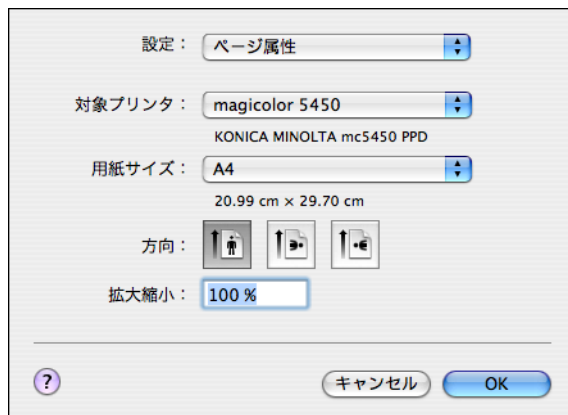 設定： ページ属性
対象プリンタ： magicolor 5450
KONICA MINOLTA mc5450 PPD
用紙サイズ： A4
20.99 cm × 29.70 cm
方向：
拡大縮小： 100 %
? キャンセル OK